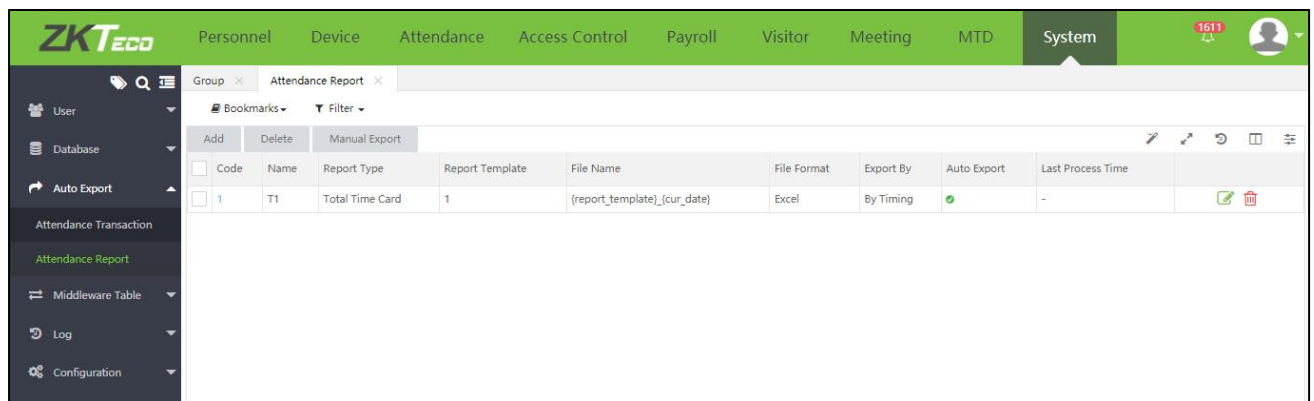 ZKTECO Personnel Device Attendance Access Control Payroll Visitor Meeting MTD System 1611
Group Attendance Report
Bookmarks Filter
User
Database
Auto Export
Attendance Transaction
Attendance Report
Middleware Table
Log
Configuration
Add Delete Manual Export
Code Name Report Type Report Template File Name File Format Export By Auto Export Last Process Time
1 T1 Total Time Card 1 {report_template}_{cur_date} Excel By Timing -